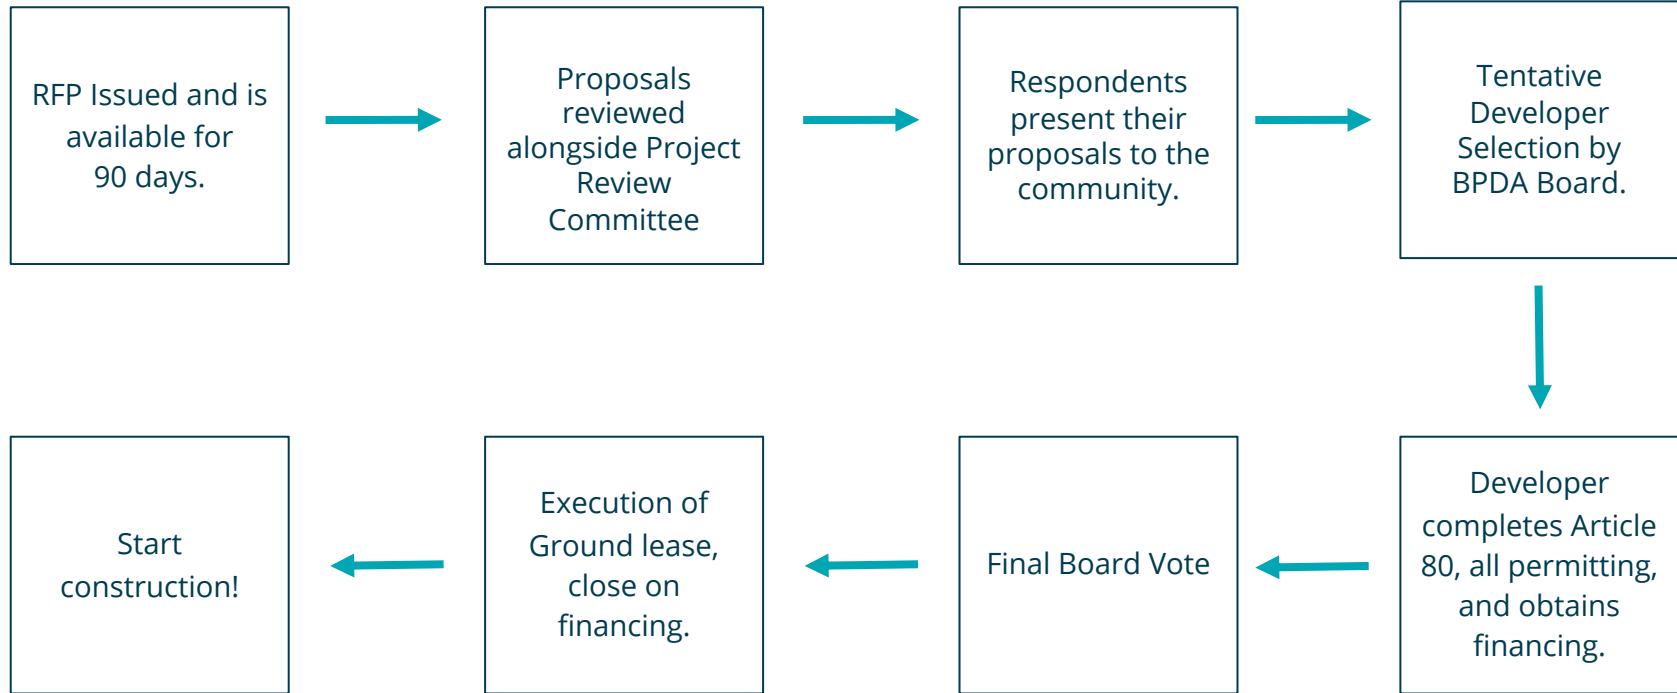 RFP Issued and is
available for
90 days.
Proposals
reviewed
alongside Project
Review
Committee
Respondents
present their
proposals to the
community.
Tentative
Developer
Selection by
BPDA Board.
Developer
completes Article
80, all permitting,
and obtains
financing.
Final Board Vote
Execution of
Ground lease,
close on
financing.
Start
construction!